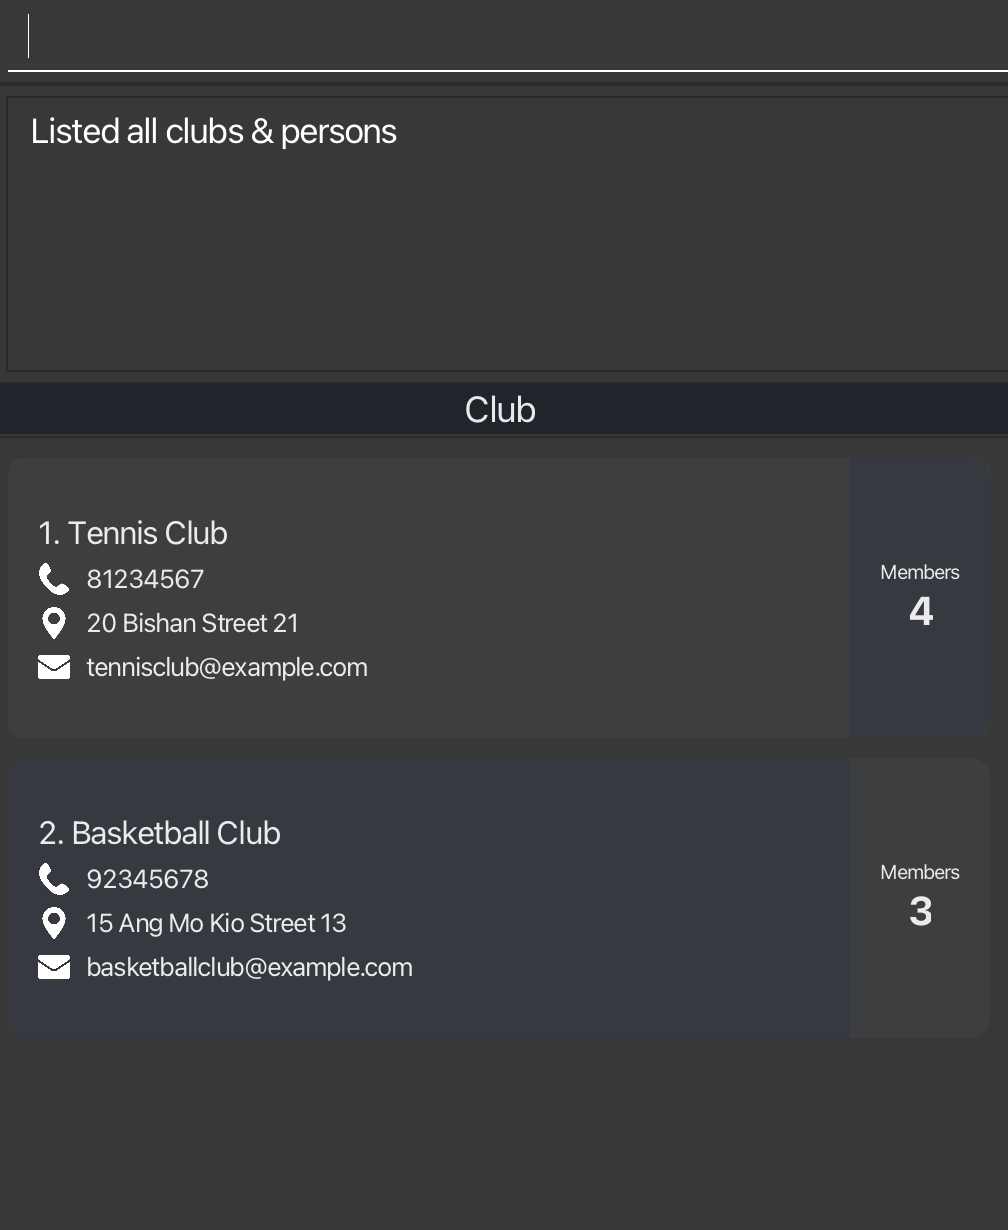 Listed all clubs & persons
Club
1. Tennis Club
81234567
20 Bishan Street 21
tennisclub@example.com
Members
4
2. Basketball Club
92345678
15 Ang Mo Kio Street 13
basketballclub@example.com
Members
3